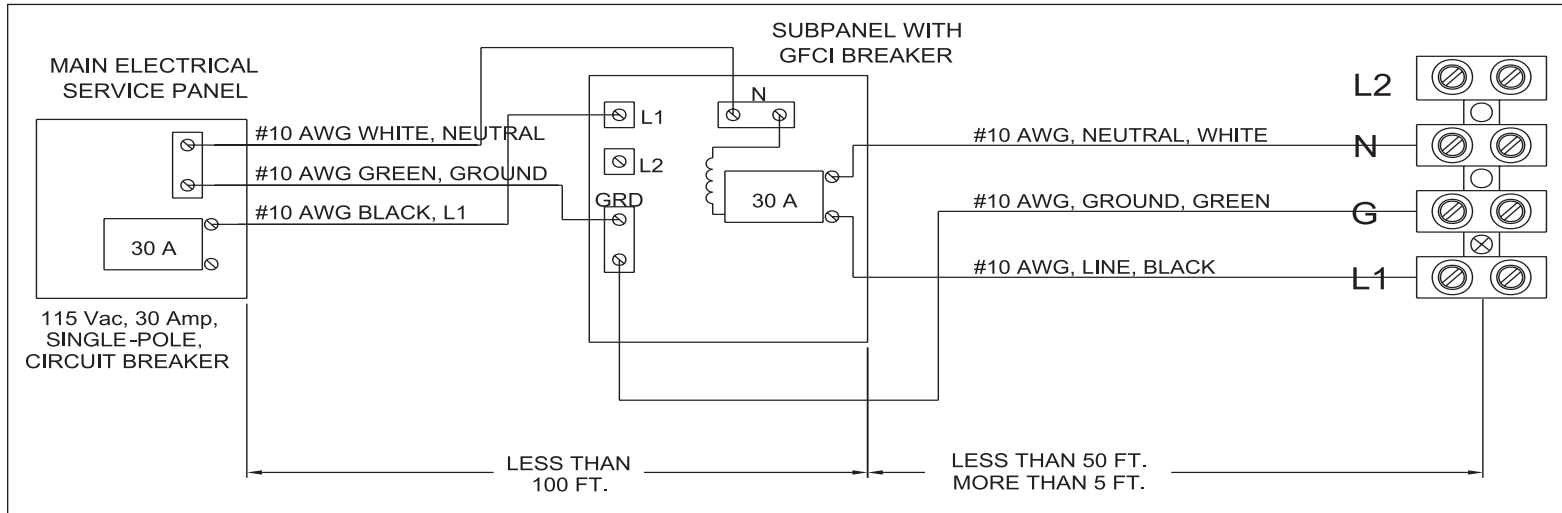 MAIN ELECTRICAL
SERVICE PANEL
30 A
115 Vac, 30 Amp,
SINGLE-POLE,
CIRCUIT BREAKER
#10 AWG WHITE, NEUTRAL
#10 AWG GREEN, GROUND
#10 AWG BLACK, L1
SUBPANEL WITH
GFCI BREAKER
L1
L2
GRD
N
30 A
#10 AWG, NEUTRAL, WHITE
#10 AWG, GROUND, GREEN
#10 AWG, LINE, BLACK
L2
N
G
L1
LESS THAN
100 FT.
LESS THAN 50 FT.
MORE THAN 5 FT.